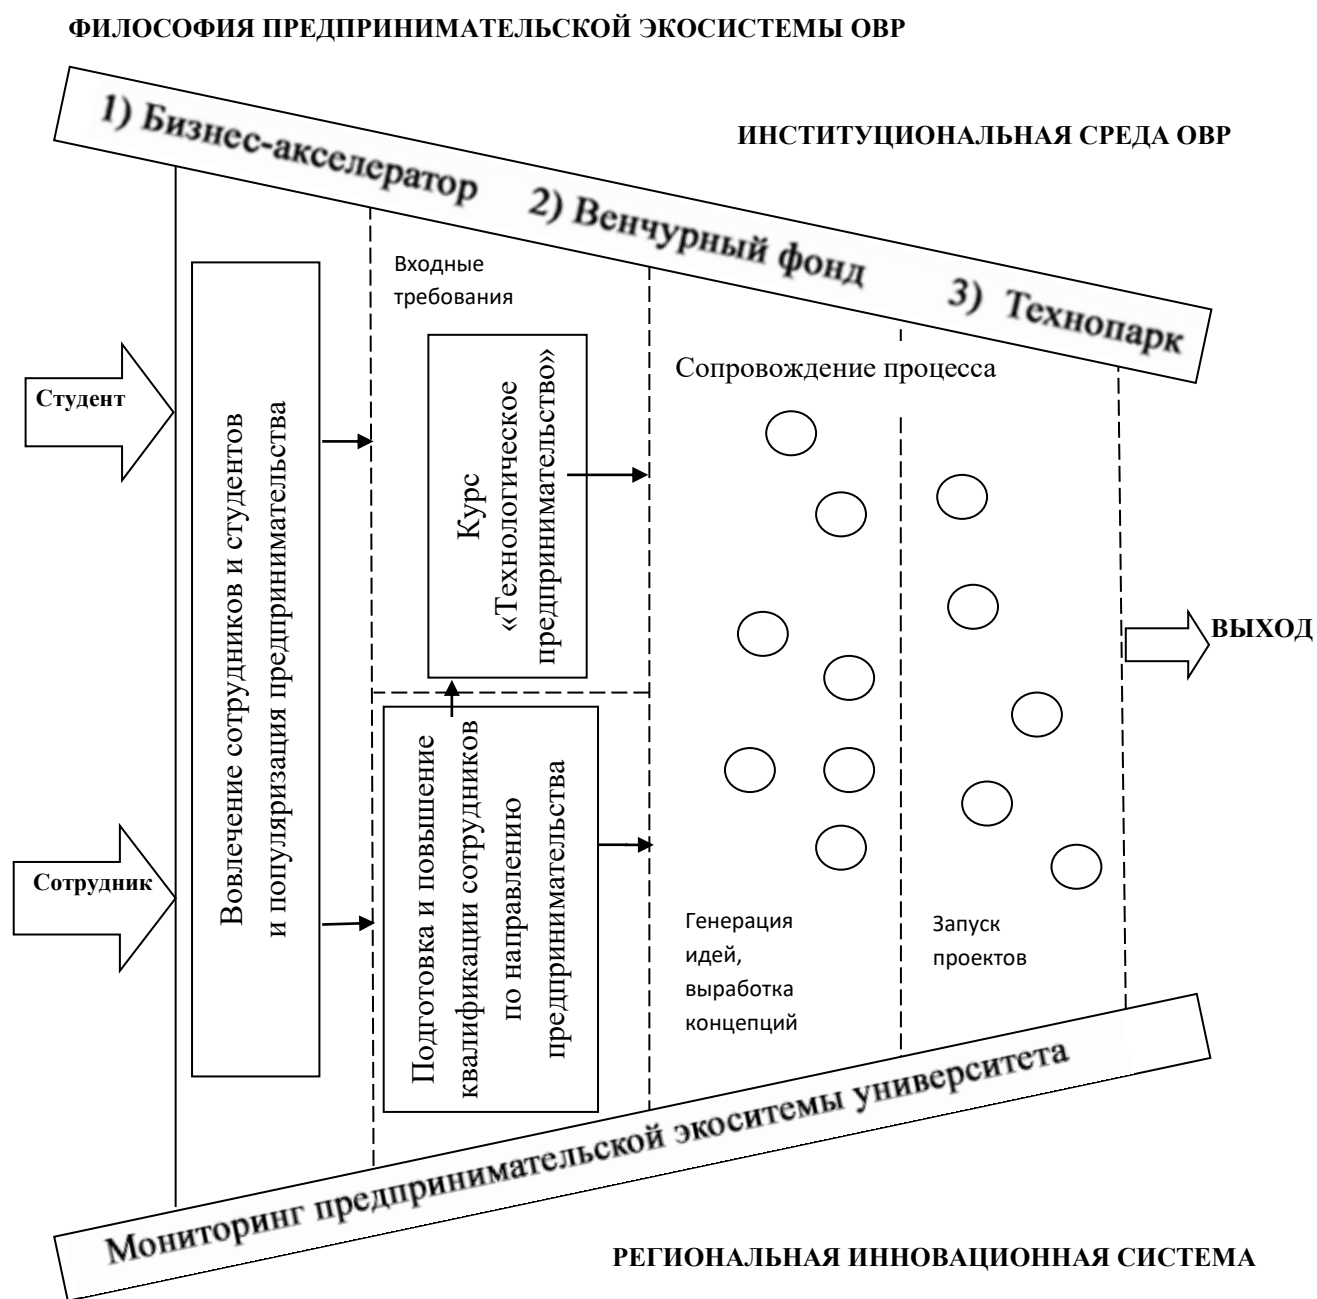 ФИЛОСОФИЯ ПРЕДПРИНИМАТЕЛЬСКОЙ ЭКОСИСТЕМЫ ОВР
ИНСТИТУЦИОНАЛЬНАЯ СРЕДА ОВР
1) Бизнес-акселератор 2) Венчурный фонд 3) Технопарк
Студент
Сотрудник
Вовлечение сотрудников и студентов
и популяризация предпринимательства
Входные
требования
Курс
«Технологическое
предпринимательство»
Подготовка и повышение
квалификации сотрудников
по направлению
предпринимательства
Сопровождение процесса
Генерация
идей,
выработка
концепций
Запуск
проектов
ВЫХОД
Мониторинг предпринимательской экоситемы университета
РЕГИОНАЛЬНАЯ ИННОВАЦИОННАЯ СИСТЕМА